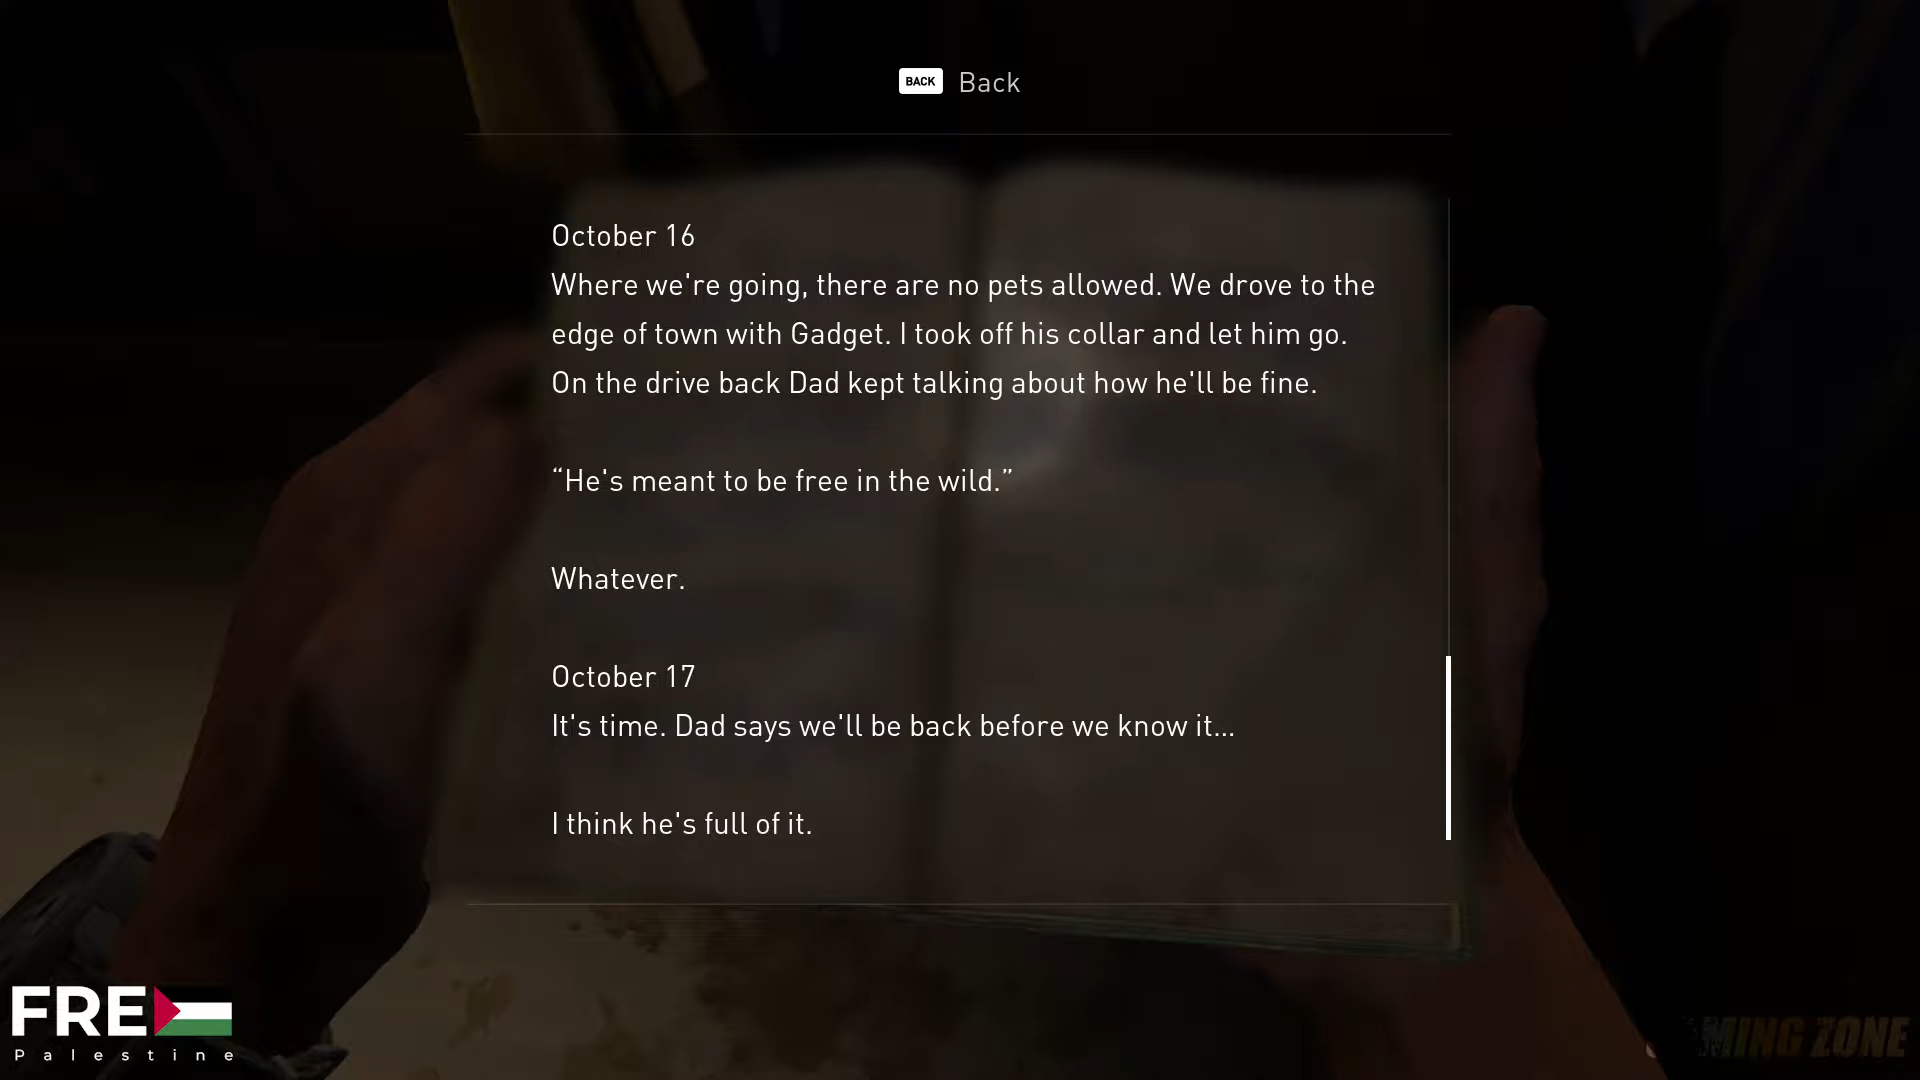 BACK Back
October 16
Where we're going, there are no pets allowed. We drove to the
edge of town with Gadget. I took off his collar and let him go.
On the drive back Dad kept talking about how he'll be fine.
“He's meant to be free in the wild.”
Whatever.
October 17
It's time. Dad says we'll be back before we know it...
I think he's full of it.
FRE
Palestine
ZONE